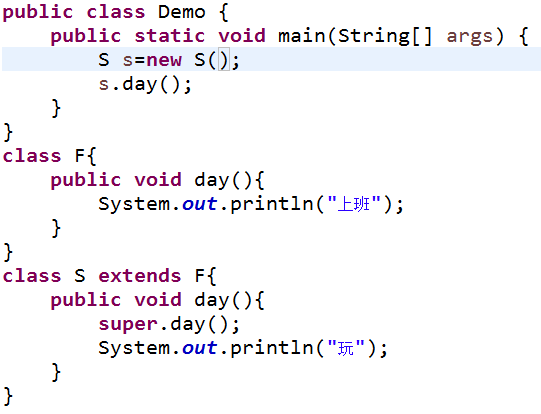 public class Demo {
    public static void main(String[] args) {
        S s=new S();
        s.day();
    }
}
class F{
    public void day(){
        System.out.println("上班");
    }
}
class S extends F{
    public void day(){
        super.day();
        System.out.println("玩");
    }
}